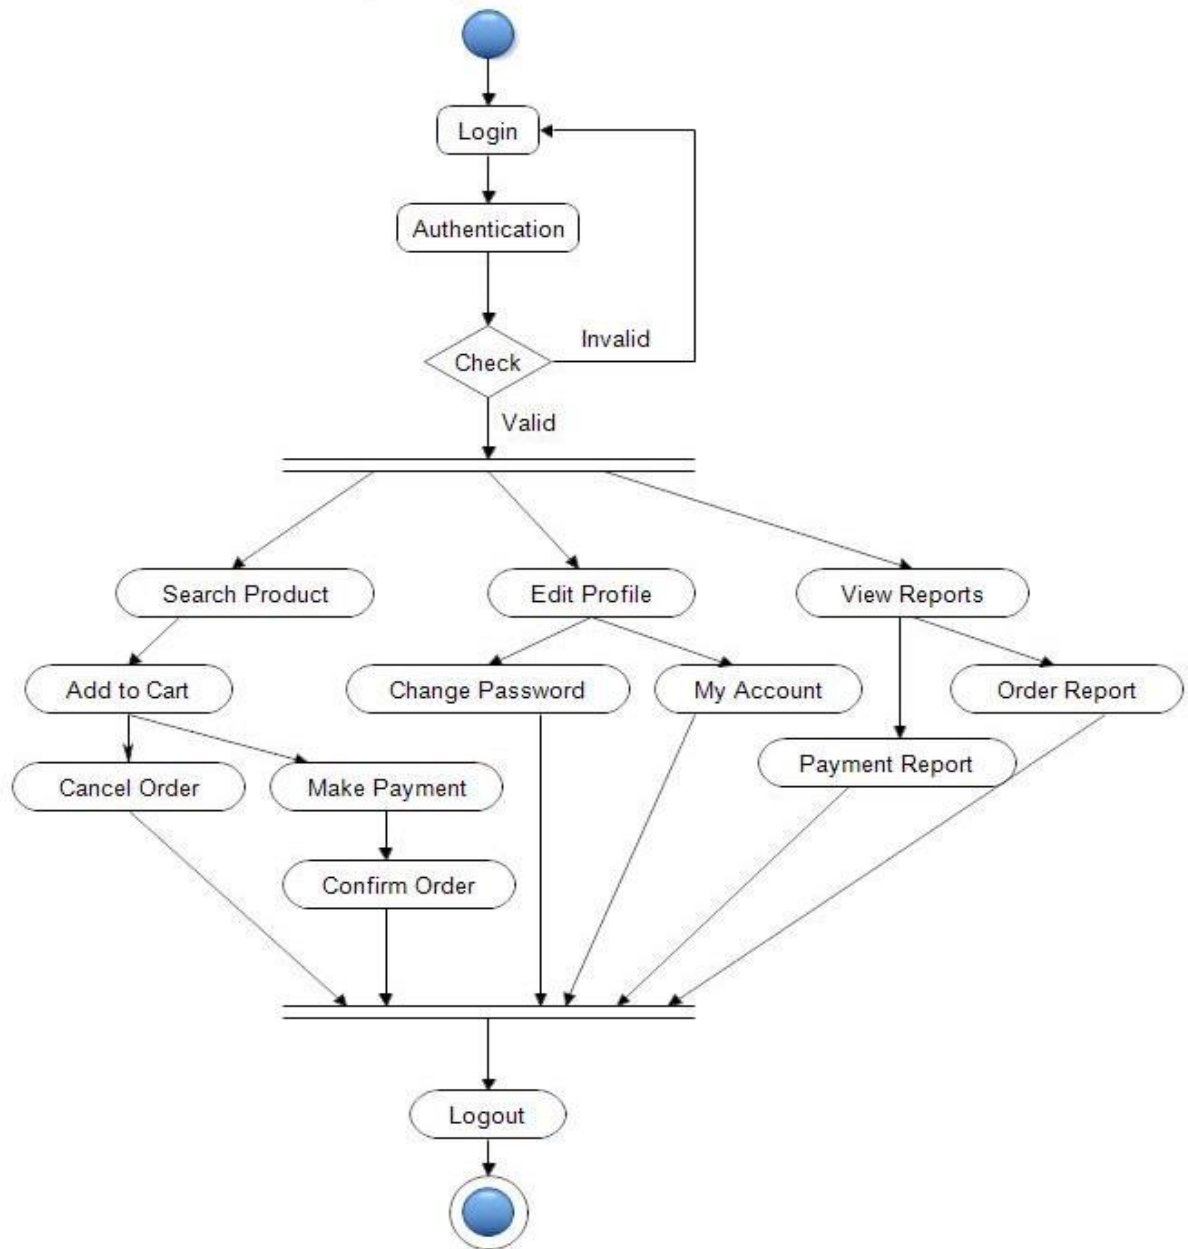 Login
Authentication
Invalid
Check
Valid
Search Product
Edit Profile
View Reports
Add to Cart
Change Password
My Account
Order Report
Payment Report
Cancel Order
Make Payment
Confirm Order
Logout